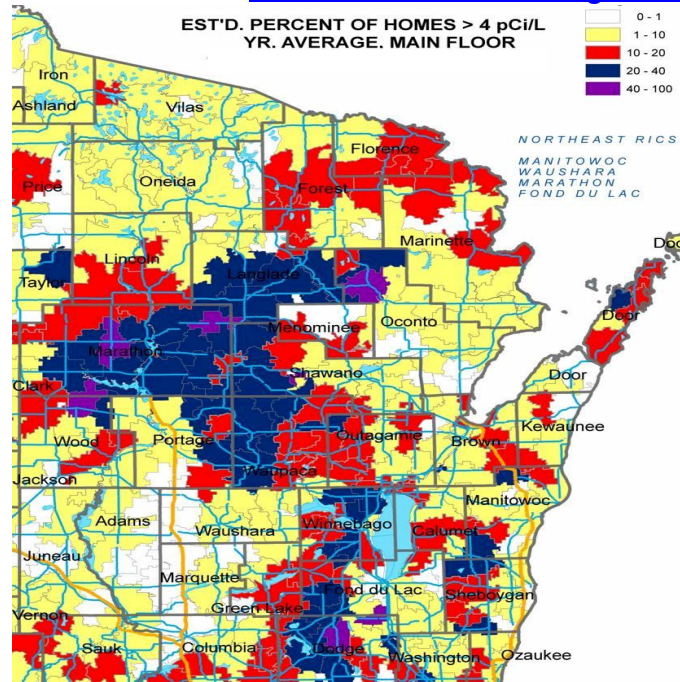 EST'D. PERCENT OF HOMES > 4 pCi/L
YR. AVERAGE. MAIN FLOOR
0 - 1
1 - 10
10 - 20
20 - 40
40 - 100
NORTHEAST RICS
MANITOWOC
WAUSHARA
MARATHON
FOND DU LAC
Iron
Ashland
Vilas
Florence
Price
Oneida
Forest
Marinette
Doo
Lincoln
Langlade
Taylor
Door
Menominee
Oconto
Marathon
Shawano
Door
Clark
Kewaunee
Wood
Portage
Outagamie
Brown
Waupaca
Jackson
Manitowoc
Adams
Waushara
Winnebago
Calumet
Juneau
Marquette
Fond du Lac
Sheboygan
Green Lake
Vernon
Sauk
Columbia
Dodge
Washington
Ozaukee